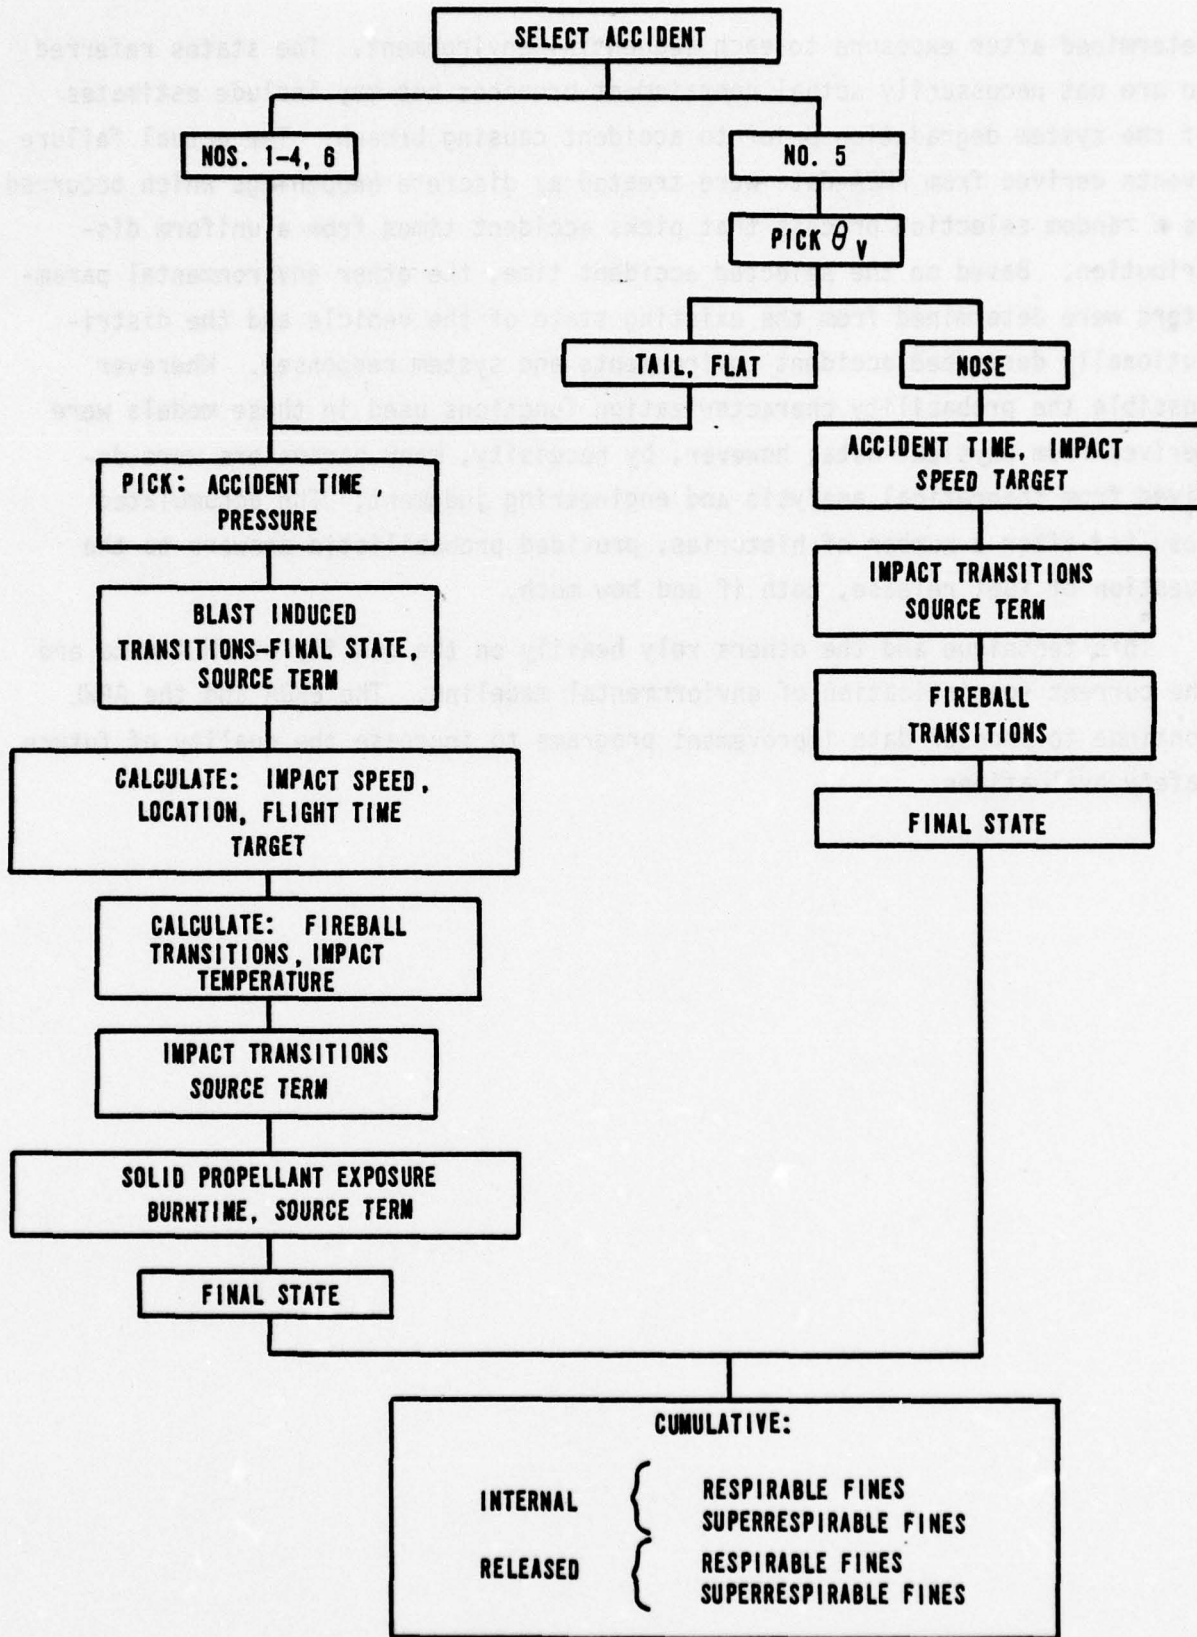 SELECT ACCIDENT
NOS. 1-4, 6
NO. 5
PICK θ V
TAIL, FLAT
NOSE
PICK: ACCIDENT TIME,
PRESSURE
BLAST INDUCED
TRANSITIONS-FINAL STATE,
SOURCE TERM
CALCULATE: IMPACT SPEED,
LOCATION, FLIGHT TIME
TARGET
CALCULATE: FIREBALL
TRANSITIONS, IMPACT
TEMPERATURE
IMPACT TRANSITIONS
SOURCE TERM
SOLID PROPELLANT EXPOSURE
BURNTIME, SOURCE TERM
FINAL STATE
ACCIDENT TIME, IMPACT
SPEED TARGET
IMPACT TRANSITIONS
SOURCE TERM
FIREBALL
TRANSITIONS
FINAL STATE
CUMULATIVE:
INTERNAL { RESPIRABLE FINES
SUPERRESPIRABLE FINES
RELEASED { RESPIRABLE FINES
SUPERRESPIRABLE FINES